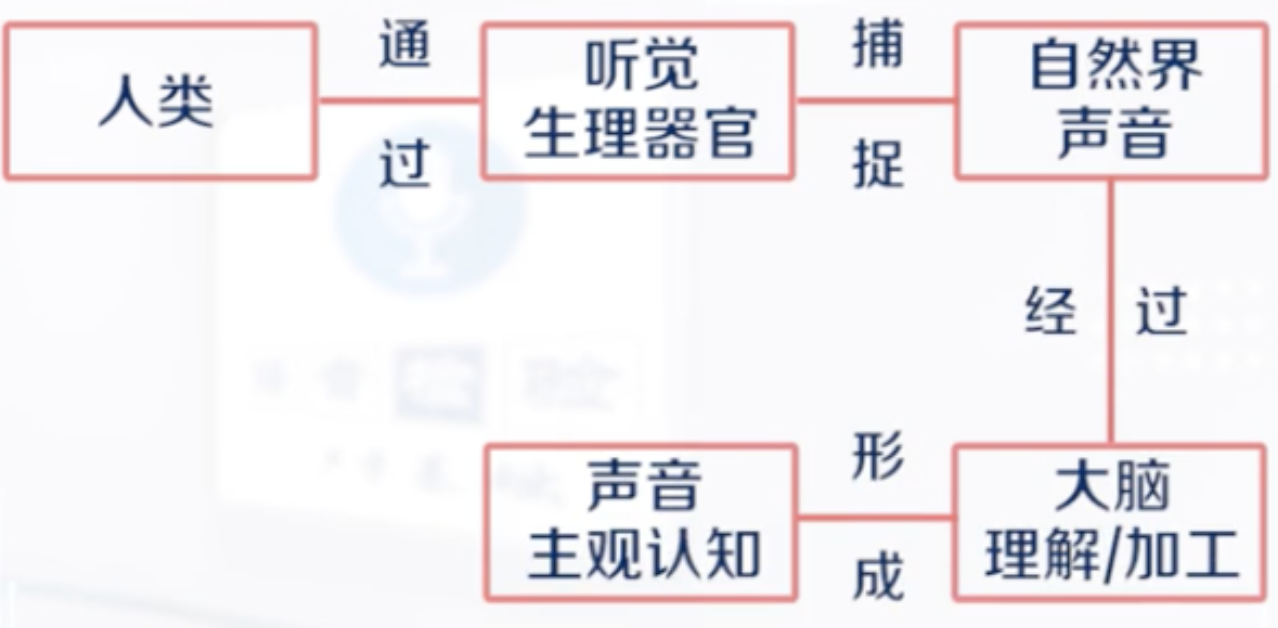 人类
通
过
听觉
生理器官
捕
捉
自然界
声音
经 过
大脑
理解/加工
形
成
声音
主观认知